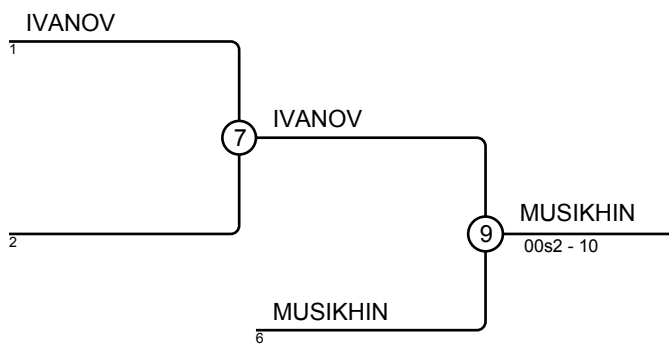 IVANOV
1
7
IVANOV
2
9
MUSIKHIN
00s2 - 10
MUSIKHIN
6